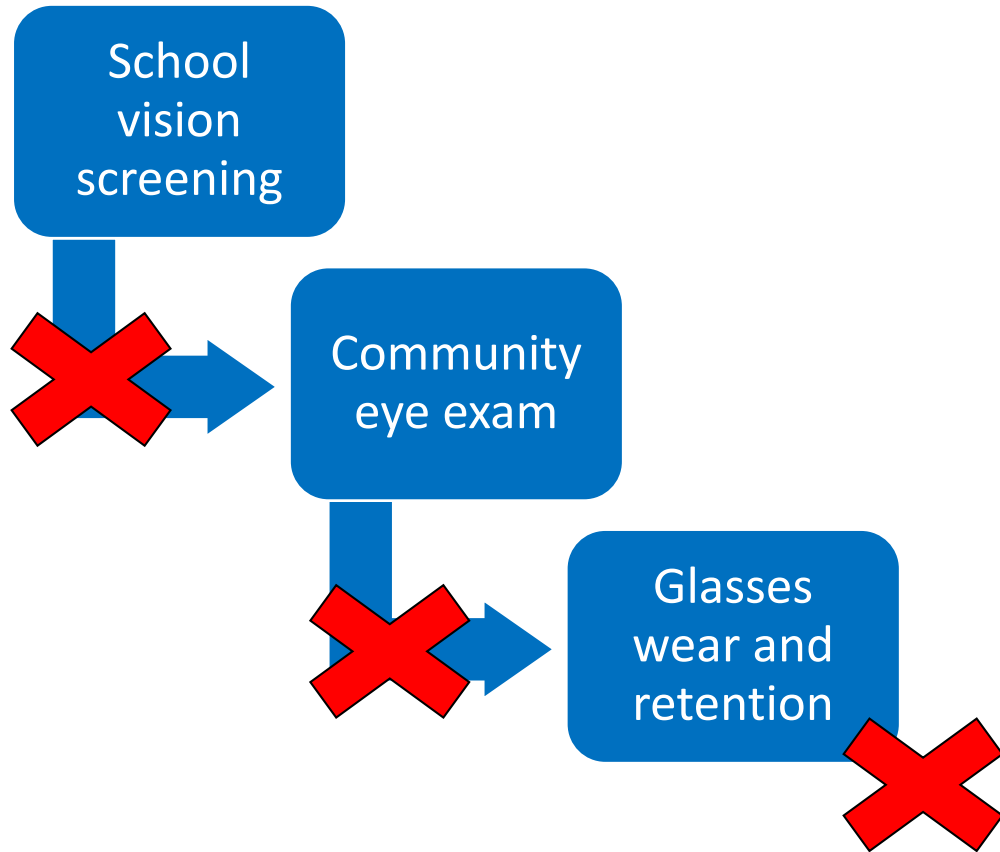 School
vision
screening
Community
eye exam
Glasses
wear and
retention